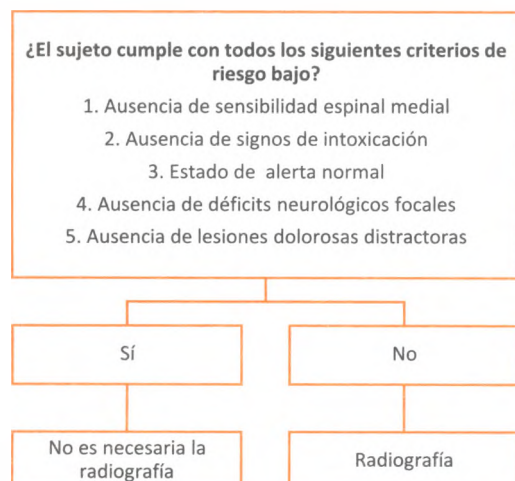 ¿El sujeto cumple con todos los siguientes criterios de
riesgo bajo?
1. Ausencia de sensibilidad espinal medial
2. Ausencia de signos de intoxicación
3. Estado de alerta normal
4. Ausencia de déficits neurológicos focales
5. Ausencia de lesiones dolorosas distractoras
Sí
No
No es necesaria la
radiografía
Radiografía